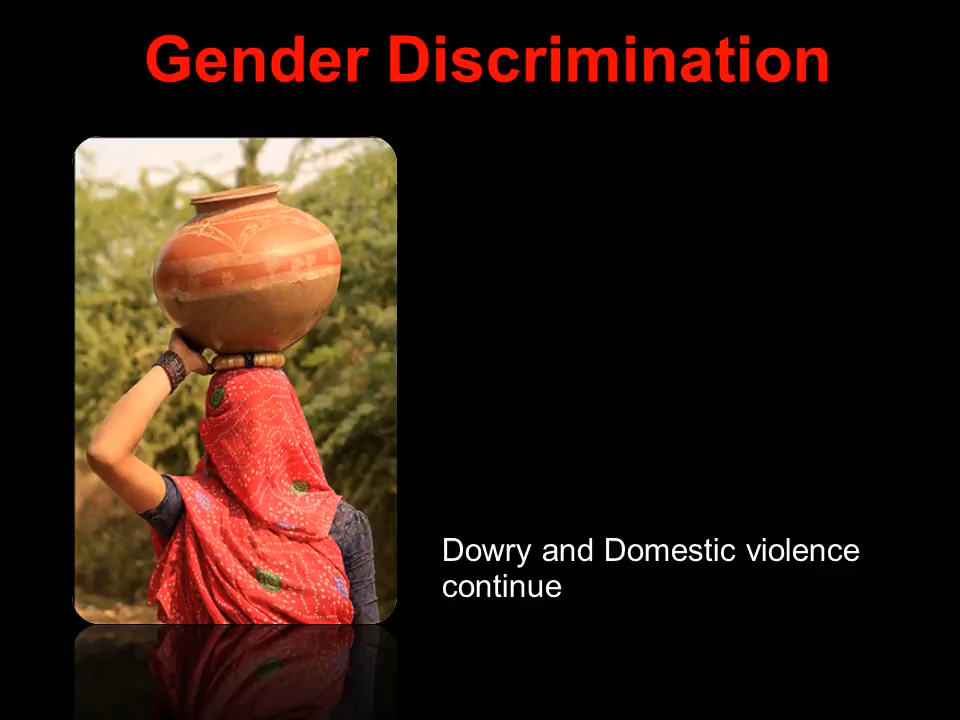 Gender Discrimination
Dowry and Domestic violence
continue